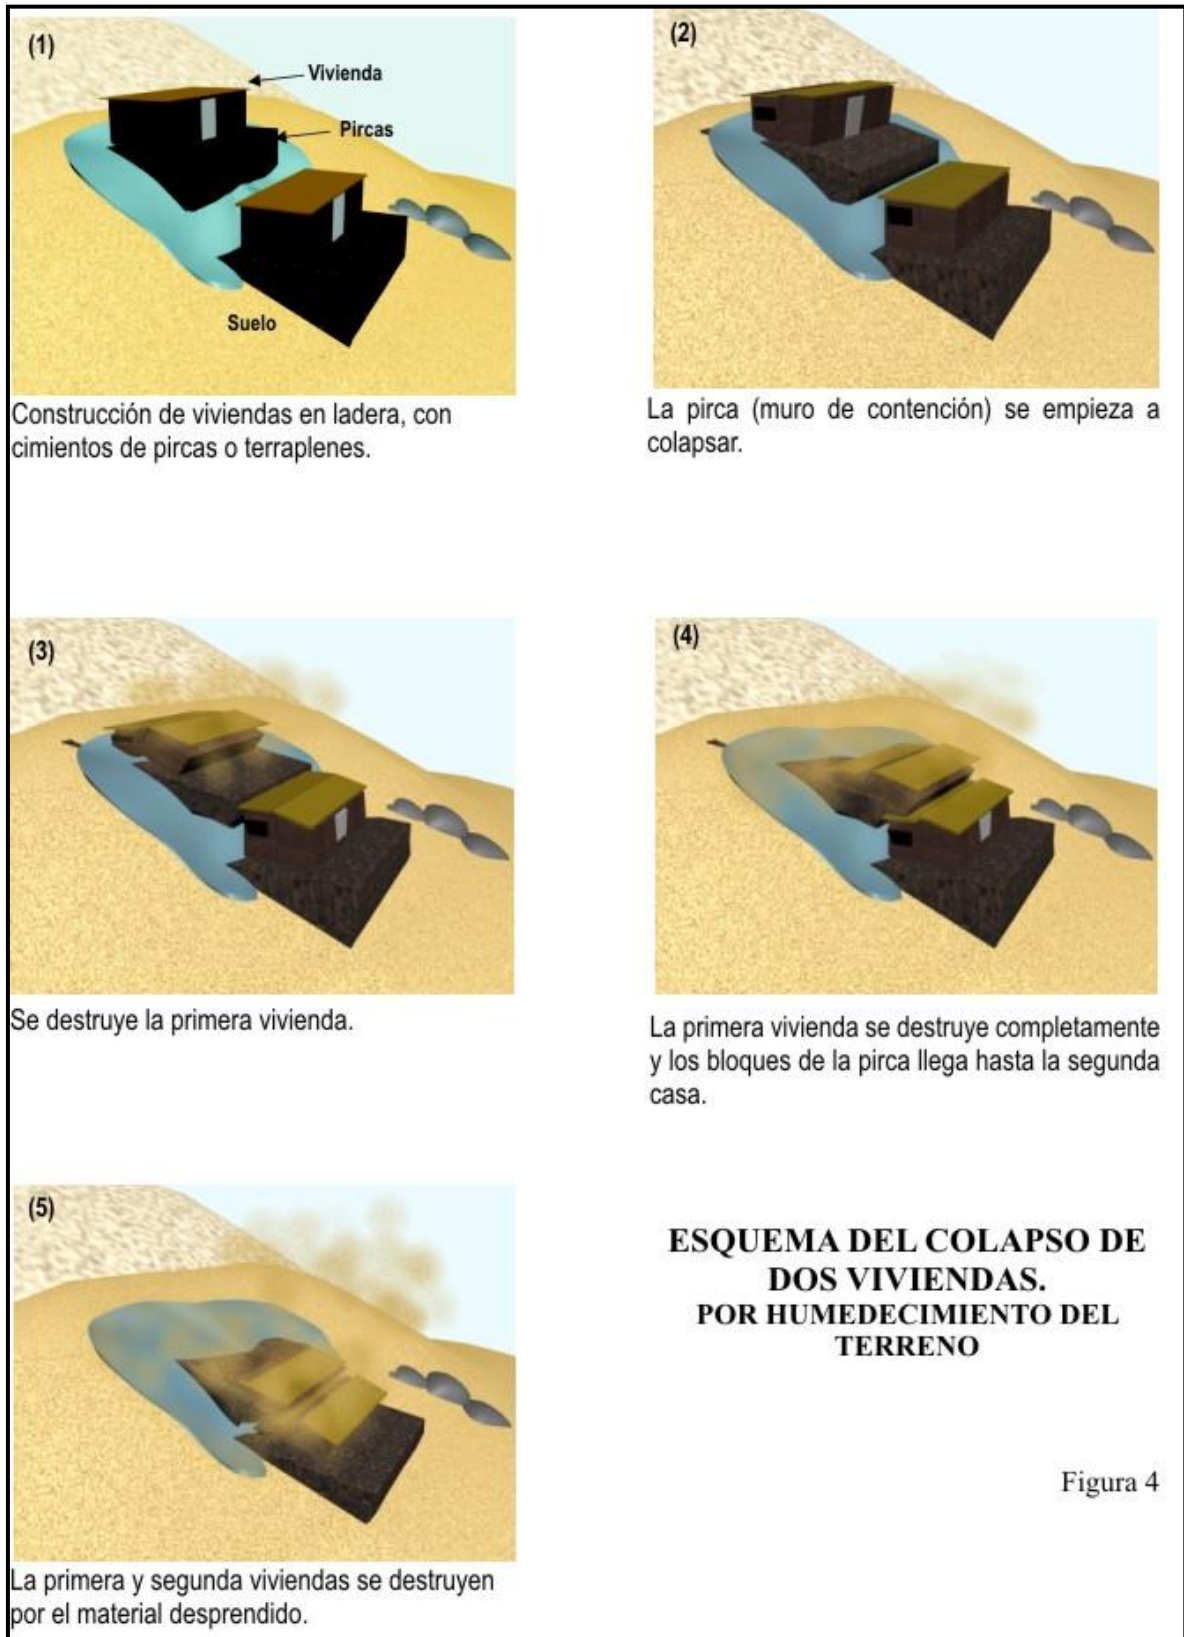 (1)
Vivienda
Pircas
Suelo
Construcción de viviendas en ladera, con
cimientos de pircas o terraplenes.
(2)
La pirca (muro de contención) se empieza a
colapsar.
(3)
Se destruye la primera vivienda.
(4)
La primera vivienda se destruye completamente
y los bloques de la pirca llega hasta la segunda
casa.
(5)
La primera y segunda viviendas se destruyen
por el material desprendido.
ESQUEMA DEL COLAPSO DE
DOS VIVIENDAS.
POR HUMEDECIMIENTO DEL
TERRENO
Figura 4